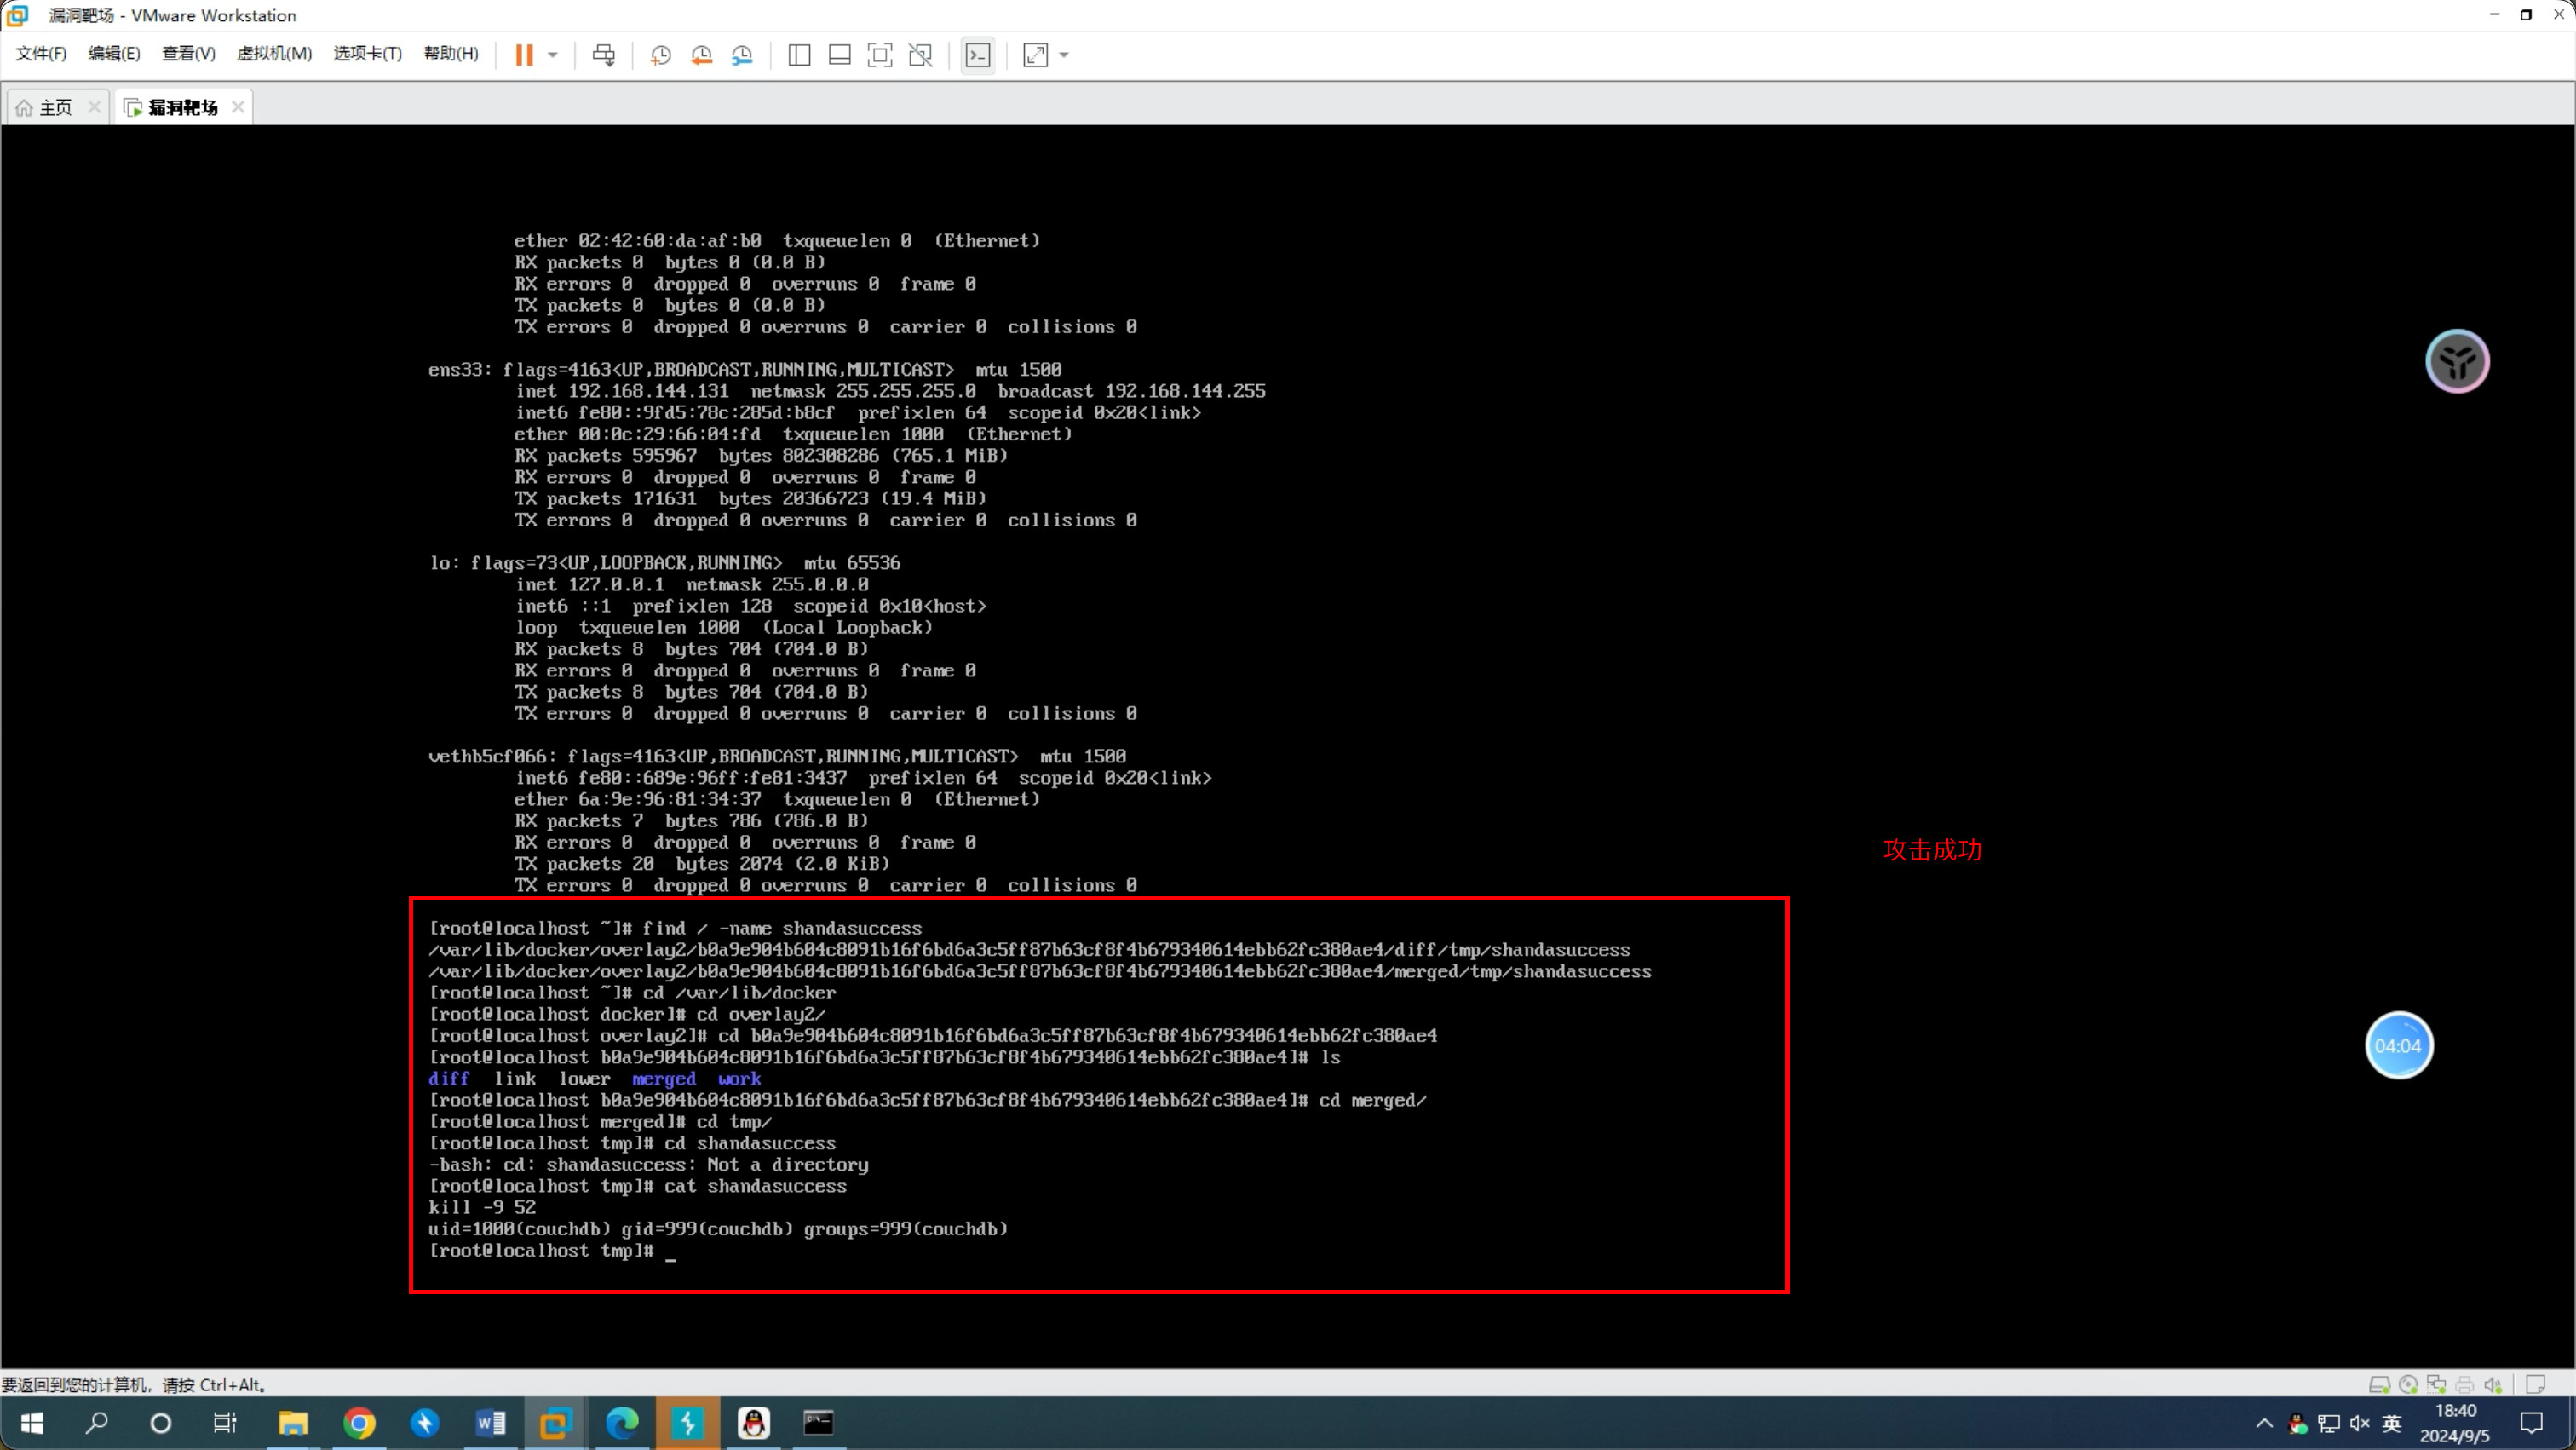 漏洞靶场 - VMware Workstation
文件(F) 编辑(E) 查看(V) 虚拟机(M) 选项卡(T) 帮助(H)
主页 漏洞靶场
ether 02:42:60:da:af:b0 txqueuelen 0 (Ethernet)
RX packets 0 bytes 0 (0.0 B)
RX errors 0 dropped 0 overruns 0 frame 0
TX packets 0 bytes 0 (0.0 B)
TX errors 0 dropped 0 overruns 0 carrier 0 collisions 0
ens33: flags=4163<UP,BROADCAST,RUNNING,MULTICAST> mtu 1500
inet 192.168.144.131 netmask 255.255.255.0 broadcast 192.168.144.255
inet6 fe80::9fd5:78c:285d:b8cf prefixlen 64 scopeid 0x20<link>
ether 00:0c:29:66:04:fd txqueuelen 1000 (Ethernet)
RX packets 595967 bytes 802308286 (765.1 MiB)
RX errors 0 dropped 0 overruns 0 frame 0
TX packets 171631 bytes 20366723 (19.4 MiB)
TX errors 0 dropped 0 overruns 0 carrier 0 collisions 0
lo: flags=73<UP,LOOPBACK,RUNNING> mtu 65536
inet 127.0.0.1 netmask 255.0.0.0
inet6 ::1 prefixlen 128 scopeid 0x10<host>
loop txqueuelen 1000 (Local Loopback)
RX packets 8 bytes 704 (704.0 B)
RX errors 0 dropped 0 overruns 0 frame 0
TX packets 8 bytes 704 (704.0 B)
TX errors 0 dropped 0 overruns 0 carrier 0 collisions 0
vethb5cf066: flags=4163<UP,BROADCAST,RUNNING,MULTICAST> mtu 1500
inet6 fe80::689e:96ff:fe81:3437 prefixlen 64 scopeid 0x20<link>
ether 6a:9e:96:81:34:37 txqueuelen 0 (Ethernet)
RX packets 7 bytes 786 (786.0 B)
RX errors 0 dropped 0 overruns 0 frame 0
TX packets 20 bytes 2074 (2.0 KiB)
TX errors 0 dropped 0 overruns 0 carrier 0 collisions 0
攻击成功
[root@localhost ~]# find / -name shandasuccess
/var/lib/docker/overlay2/b0a9e904b604c8091b16f6bd6a3c5ff87b63cf8f4b679340614ebb62fc380ae4/diff/tmp/shandasuccess
/var/lib/docker/overlay2/b0a9e904b604c8091b16f6bd6a3c5ff87b63cf8f4b679340614ebb62fc380ae4/merged/tmp/shandasuccess
[root@localhost ~]# cd /var/lib/docker
[root@localhost docker]# cd overlay2/
[root@localhost overlay2]# cd b0a9e904b604c8091b16f6bd6a3c5ff87b63cf8f4b679340614ebb62fc380ae4
[root@localhost b0a9e904b604c8091b16f6bd6a3c5ff87b63cf8f4b679340614ebb62fc380ae4]# ls
diff link lower merged work
[root@localhost b0a9e904b604c8091b16f6bd6a3c5ff87b63cf8f4b679340614ebb62fc380ae4]# cd merged/
[root@localhost merged]# cd tmp/
[root@localhost tmp]# cd shandasuccess
-bash: cd: shandasuccess: Not a directory
[root@localhost tmp]# cat shandasuccess
kill -9 52
uid=1000(couchdb) gid=999(couchdb) groups=999(couchdb)
[root@localhost tmp]# _
04:04
要返回到您的计算机，请按 Ctrl+Alt。
英
18:40
2024/9/5